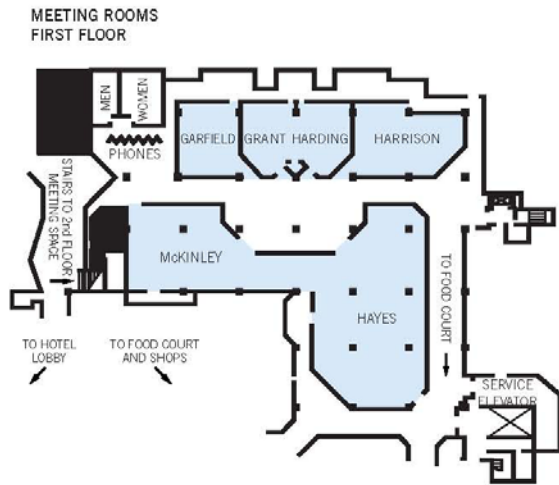 MEETING ROOMS
FIRST FLOOR
MEN
WOMEN
PHONES
GARFIELD
GRANT HARDING
HARRISON
STAIRS TO 2nd FLOOR
MEETING SPACE
McKINLEY
HAYES
TO FOOD COURT
TO HOTEL
LOBBY
TO FOOD COURT
AND SHOPS
SERVICE
ELEVATOR